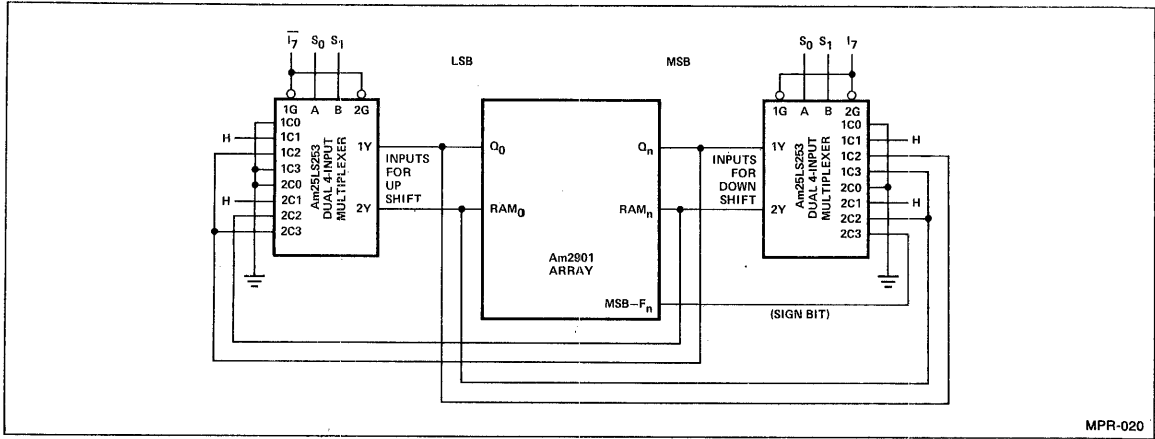 I̅7 S0 S1
LSB
MSB
S0 S1 I7
1G A B 2G
1C0
H 1C1
1C2
1C3
2C0
H 2C1
2C2
2C3
Am25LS253
DUAL 4-INPUT
MULTIPLEXER
1Y
2Y
INPUTS
FOR
UP
SHIFT
Q0
RAM0
Am2901
ARRAY
Qn
RAMn
MSB–Fn
INPUTS
FOR
DOWN
SHIFT
1G A B 2G
1Y
2Y
Am25LS253
DUAL 4-INPUT
MULTIPLEXER
1C0
1C1 H
1C2
1C3
2C0
2C1 H
2C2
2C3
(SIGN BIT)
MPR-020